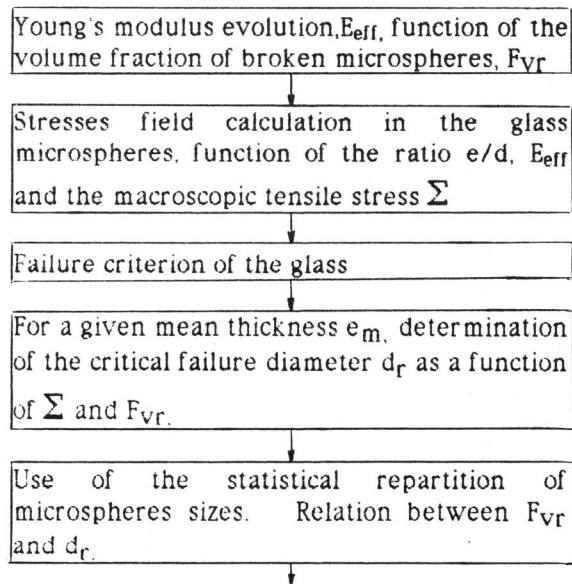 Young's modulus evolution,Eeff, function of the
volume fraction of broken microspheres, Fvr
Stresses field calculation in the glass
microspheres, function of the ratio e/d, Eeff
and the macroscopic tensile stress Σ
Failure criterion of the glass
For a given mean thickness em, determination
of the critical failure diameter dr as a function
of Σ and Fvr.
Use of the statistical repartition of
microspheres sizes. Relation between Fvr
and dr.